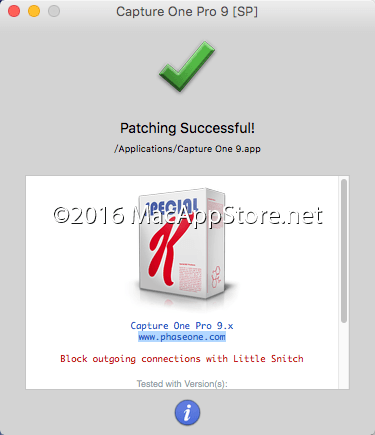 Capture One Pro 9 [SP]
Patching Successful!
/Applications/Capture One 9.app
SPECIAL
©2016 MacAppStore.net
K
Capture One Pro 9.x
www.phaseone.com
Block outgoing connections with Little Snitch
Tested with Version(s):
i